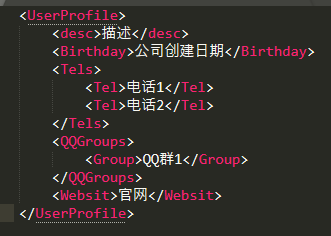 <UserProfile>
<desc>描述</desc>
<Birthday>公司创建日期</Birthday>
<Tels>
<Tel>电话1</Tel>
<Tel>电话2</Tel>
</Tels>
<QQGroups>
<Group>QQ群1</Group>
</QQGroups>
<Websit>官网</Websit>
</UserProfile>